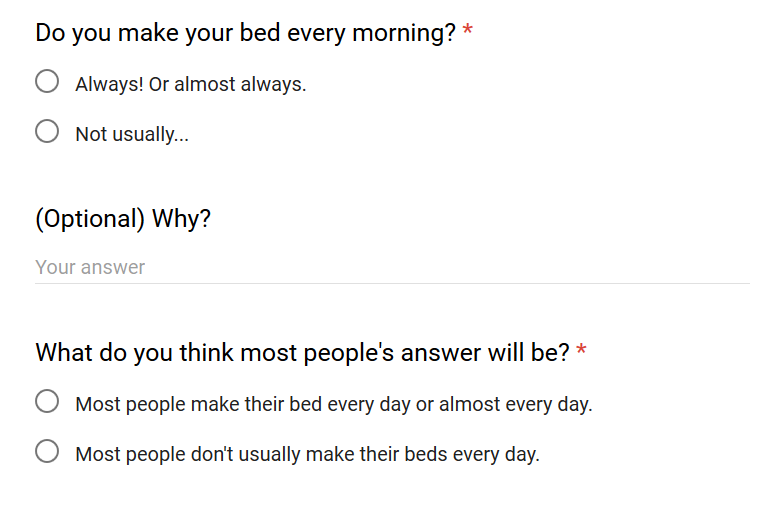 Do you make your bed every morning? *
Always! Or almost always.
Not usually...
(Optional) Why?
Your answer
What do you think most people's answer will be? *
Most people make their bed every day or almost every day.
Most people don't usually make their beds every day.